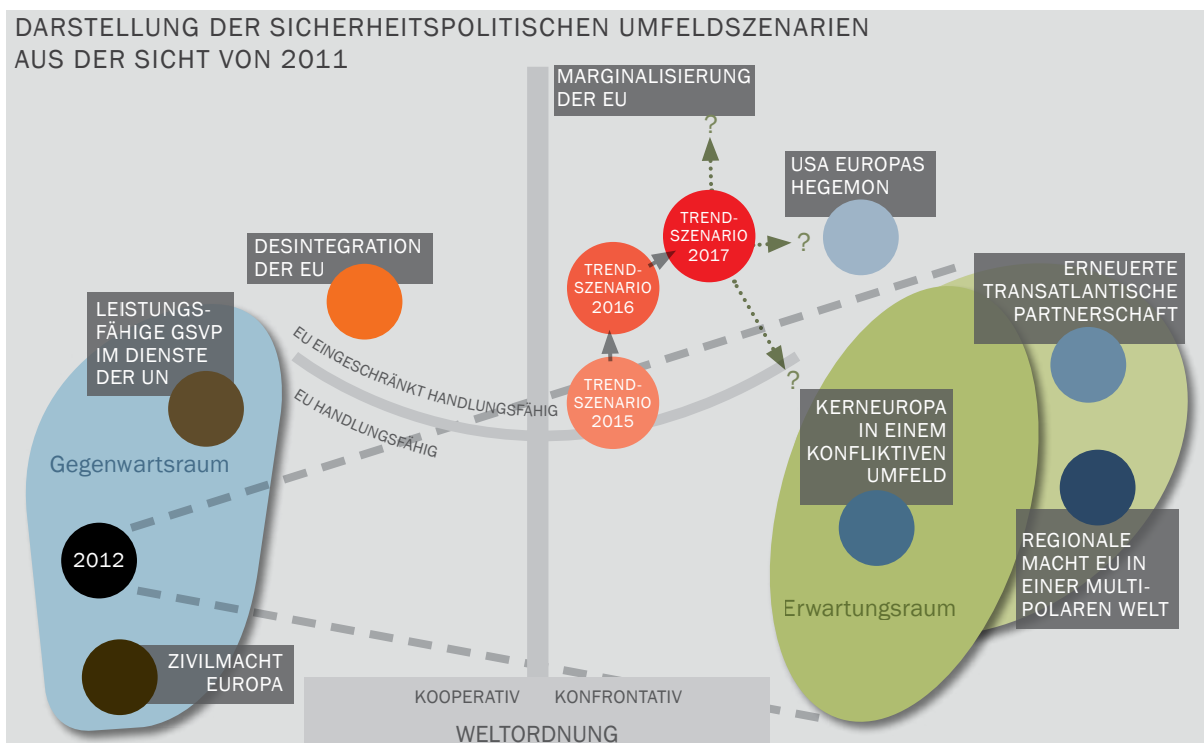 DARSTELLUNG DER SICHERHEITSPOLITISCHEN UMFELDSZENARIEN
AUS DER SICHT VON 2011
MARGINALISIERUNG
DER EU
?
USA EUROPAS
HEGEMON
?
TREND-
SZENARIO
2017
DESINTEGRATION
DER EU
TREND-
SZENARIO
2016
ERNEUERTE
TRANSATLANTISCHE
PARTNERSCHAFT
LEISTUNGS-
FÄHIGE GSVP
IM DIENSTE
DER UN
EU EINGESCHRÄNKT HANDLUNGSFÄHIG
EU HANDLUNGSFÄHIG
TREND-
SZENARIO
2015
?
KERNEUROPA
IN EINEM
KONFLIKTIVEN
UMFELD
Gegenwartsraum
2012
REGIONALE
MACHT EU IN
EINER MULTI-
POLAREN WELT
Erwartungsraum
ZIVILMACHT
EUROPA
KOOPERATIV
KONFRONTATIV
WELTORDNUNG